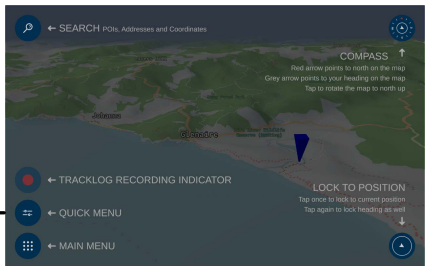 ← SEARCH POIs, Addresses and Coordinates
COMPASS ↑
Red arrow points to north on the map
Grey arrow points to your heading on the map
Tap to rotate the map to north up
Johanna
Glenaire
← TRACKLOG RECORDING INDICATOR
LOCK TO POSITION
Tap once to lock to current position
Tap again to lock heading as well
↓
← QUICK MENU
← MAIN MENU